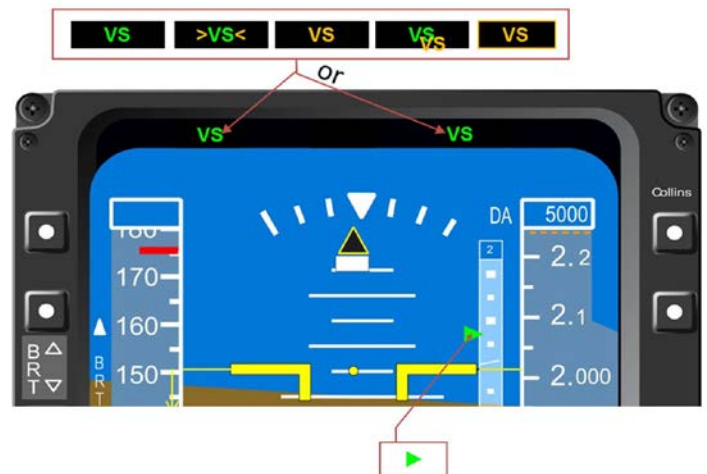 VS >VS< VS VS VS VS
or
VS VS
Collins
DA 5000
2
180
2.2
170
2.1
160
BRT
BRT
150
2.000